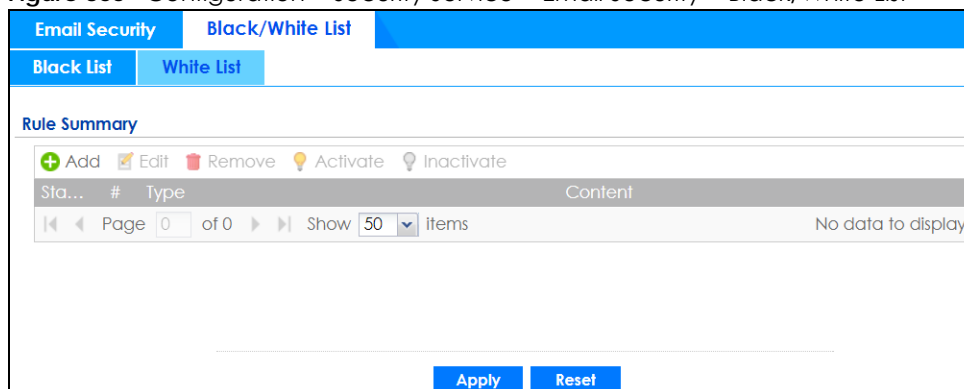 Email Security Black/White List
Black List White List
Rule Summary
Add Edit Remove Activate Inactivate
Sta... # Type Content
Page 0 of 0 Show 50 items No data to display
Apply Reset